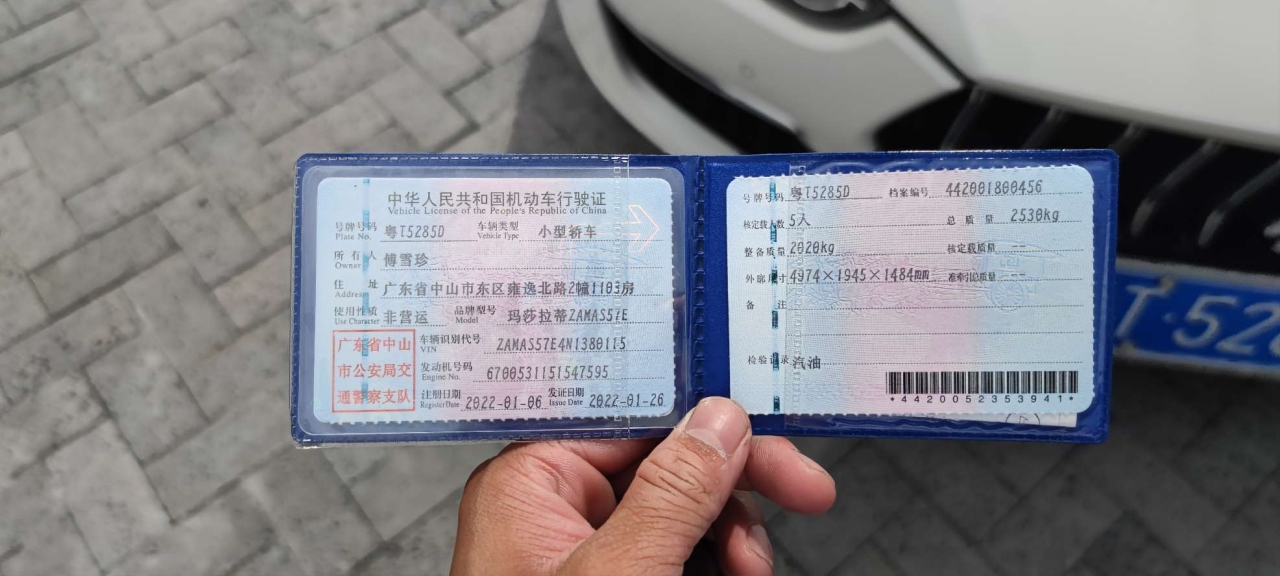 中华人民共和国机动车行驶证
Vehicle License of the People's Republic of China
号牌号码 粤T5285D 车辆类型 小型轿车
Plate No. Vehicle Type
所有人 傅雪珍
Owner
住址 广东省中山市东区雍逸北路2幢1103房
Address
使用性质 非营运 品牌型号 玛莎拉蒂ZAMAS57E
Use Character Model
广东省中山
市公安局交
通警察支队
车辆识别代号 ZAMAS57E4N1380115
VIN
发动机号码 6700531151547595
Engine No.
注册日期 2022-01-06 发证日期 2022-01-26
Register Date Issue Date
号牌号码 粤T5285D 档案编号 442001800456
核定载人数 5人 总质量 2530kg
整备质量 2020kg 核定载质量 --
外廓尺寸 4974×1945×1484㎜ 准牵引总质量 --
备注
检验记录 汽油
*4420052353941*
T·52